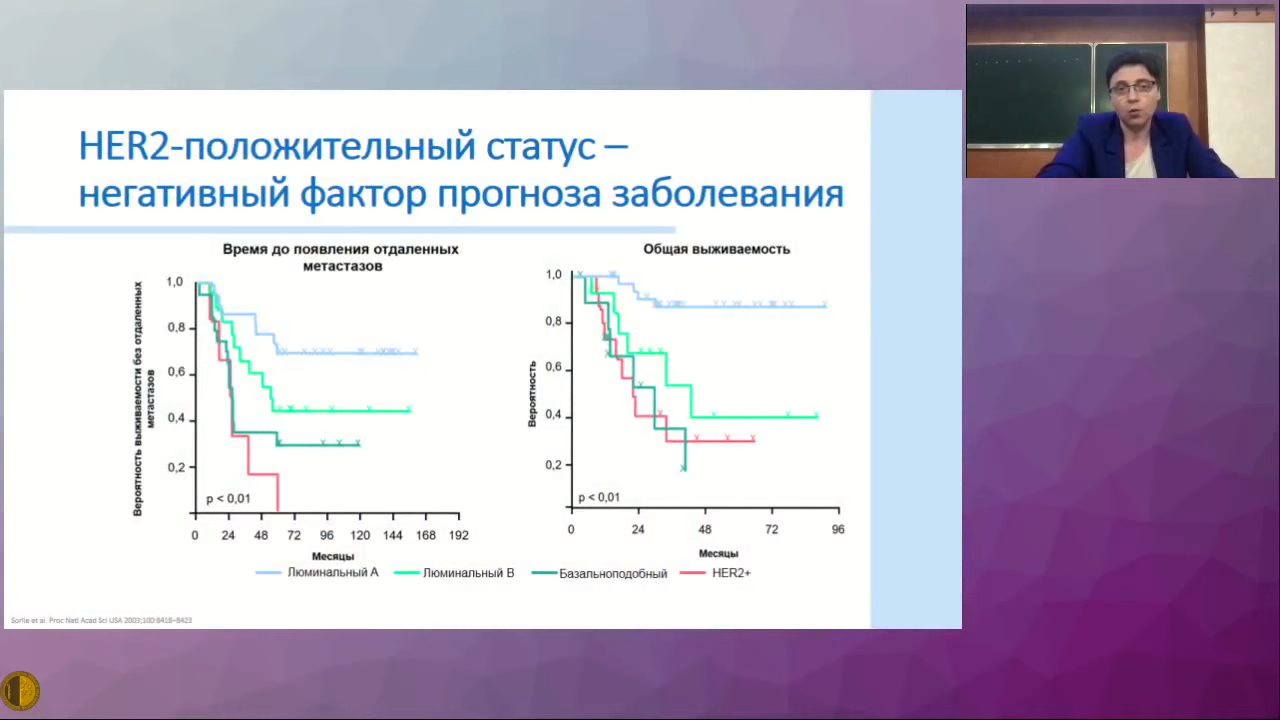 HER2-положительный статус –
негативный фактор прогноза заболевания
Время до появления отдаленных
метастазов
Вероятность выживаемости без отдаленных
метастазов
1,0
0,8
0,6
0,4
0,2
p < 0,01
0 24 48 72 96 120 144 168 192
Месяцы
Общая выживаемость
Вероятность
1,0
0,8
0,6
0,4
0,2
p < 0,01
0 24 48 72 96
Месяцы
Люминальный A Люминальный B Базальноподобный HER2+
Sorlie et al. Proc Natl Acad Sci USA 2003;100:8418–8423